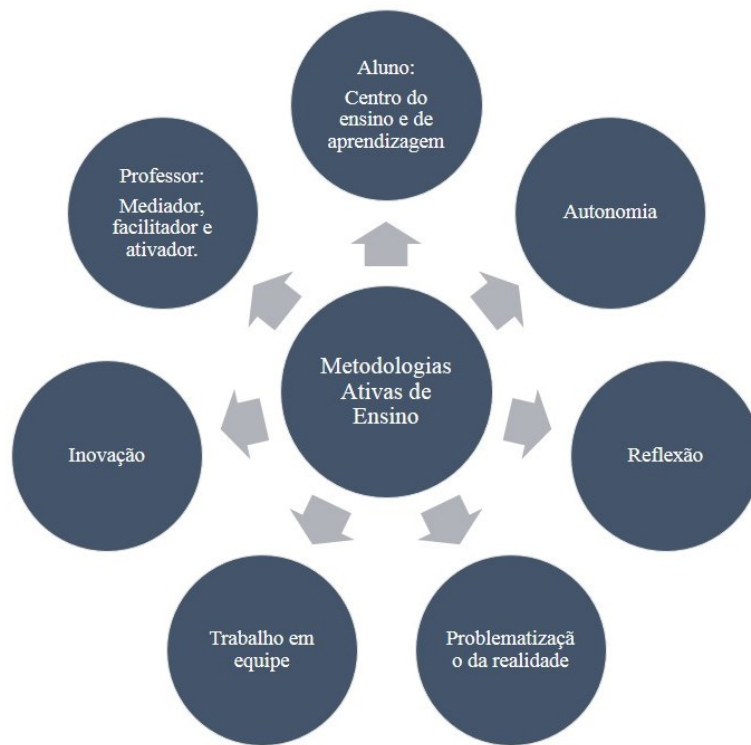 Aluno:
Centro do
ensino e de
aprendizagem
Autonomia
Reflexão
Problematizaçã
o da realidade
Trabalho em
equipe
Inovação
Professor:
Mediador,
facilitador e
ativador.
Metodologias
Ativas de
Ensino